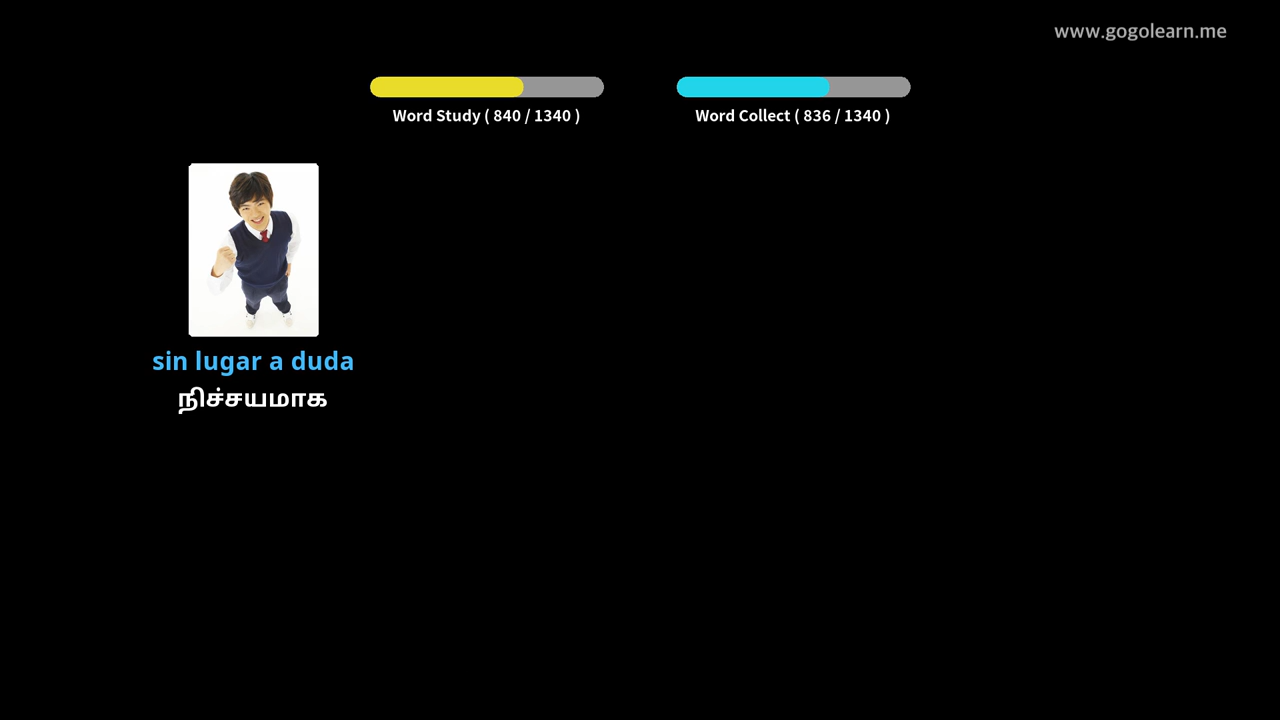 www.gogolearn.me
Word Study ( 840 / 1340 )
Word Collect ( 836 / 1340 )
sin lugar a duda
நிச்சயமாக